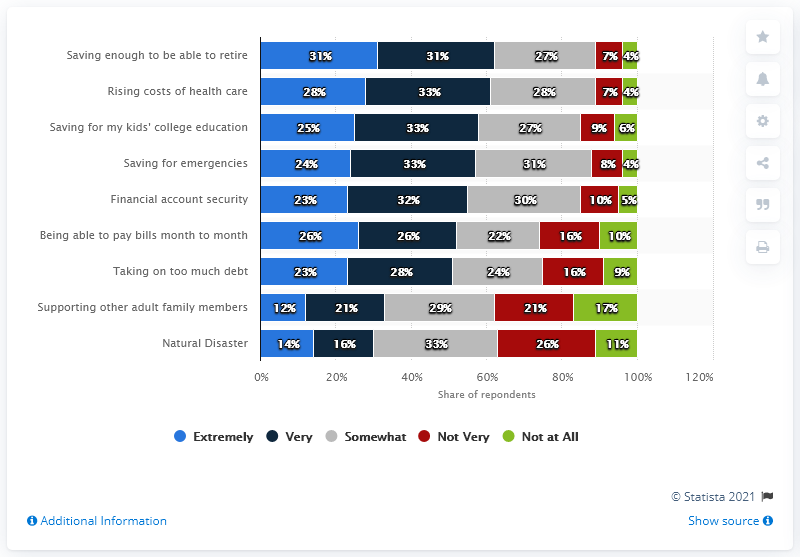 Saving enough to be able to retire 31% 31% 27% 7% 4%
Rising costs of health care 28% 33% 28% 7% 4%
Saving for my kids' college education 25% 33% 27% 9% 6%
Saving for emergencies 24% 33% 31% 8% 4%
Financial account security 23% 32% 30% 10% 5%
Being able to pay bills month to month 26% 26% 22% 16% 10%
Taking on too much debt 23% 28% 24% 16% 9%
Supporting other adult family members 12% 21% 29% 21% 17%
Natural Disaster 14% 16% 33% 26% 11%
0% 20% 40% 60% 80% 100% 120%
Share of repondents
Extremely Very Somewhat Not Very Not at All
© Statista 2021
Additional Information Show source